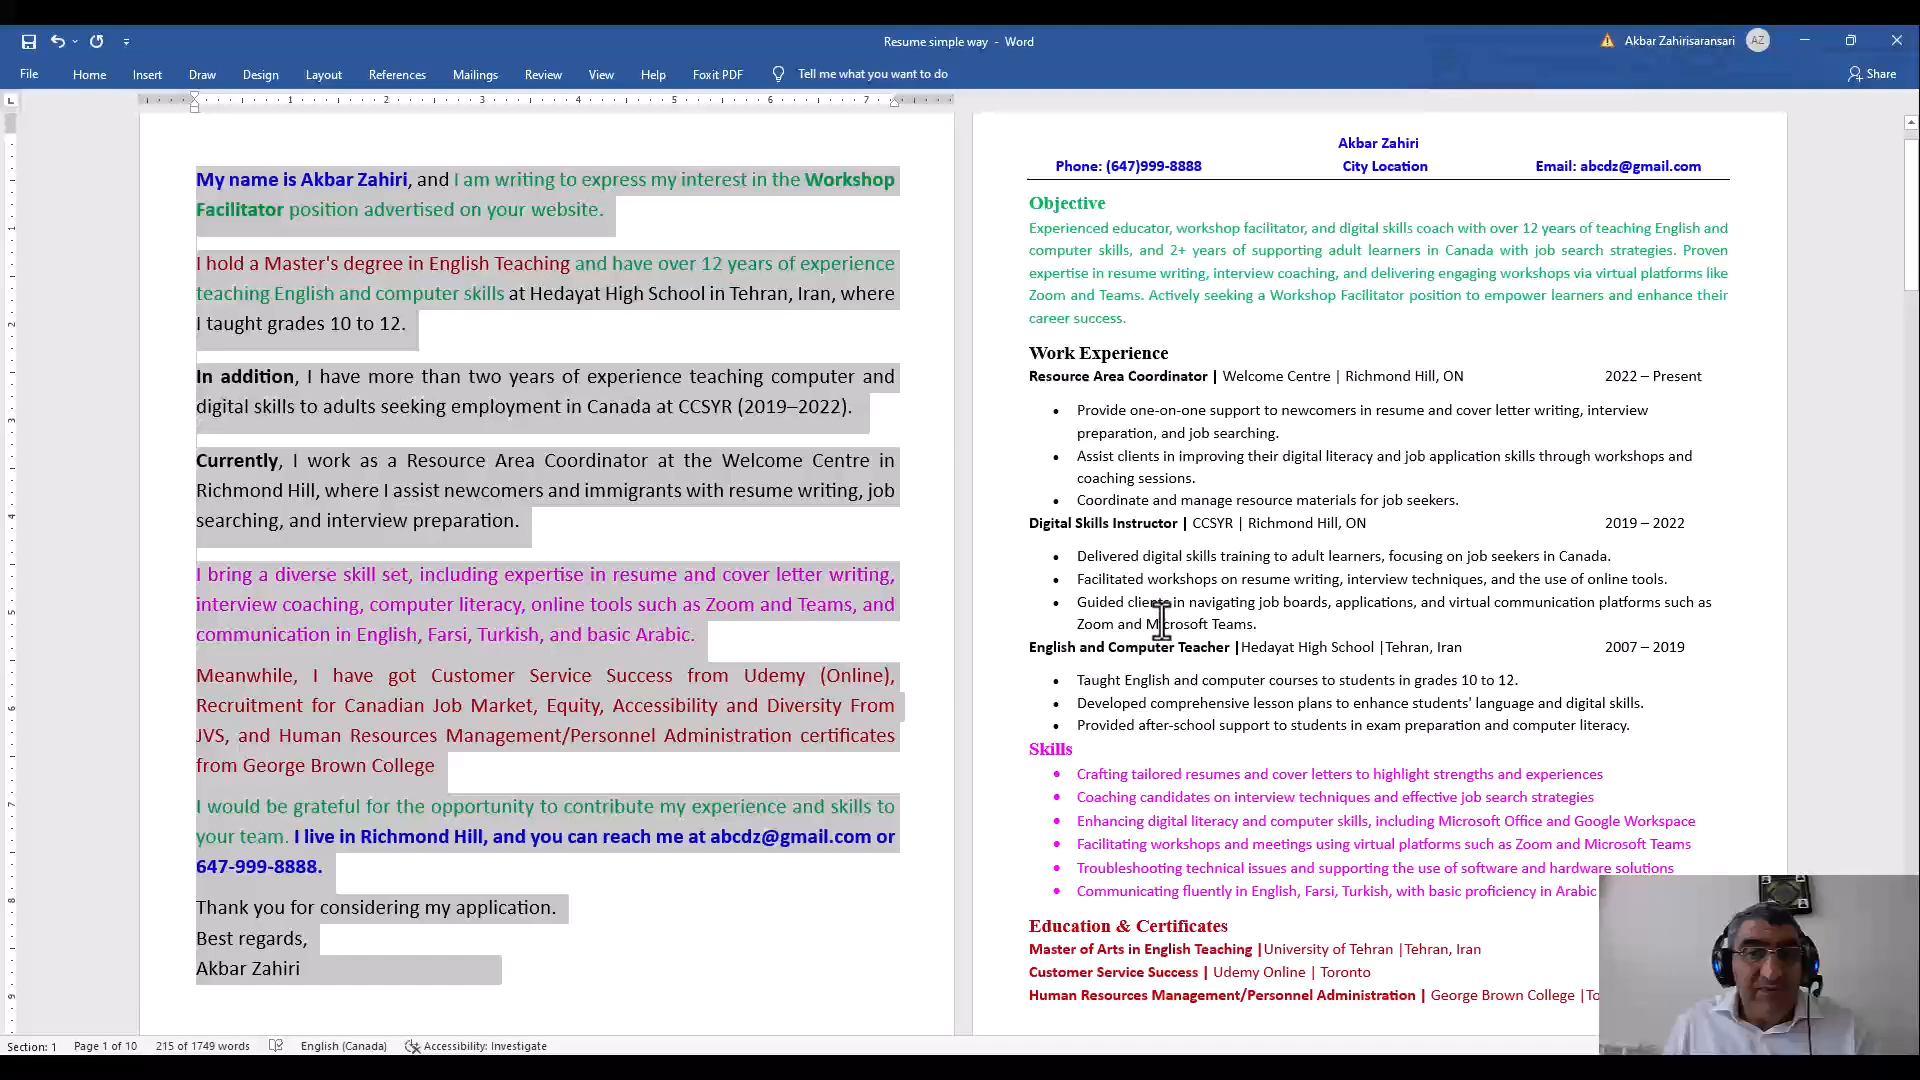 Resume simple way - Word
Akbar Zahirisaransari AZ
File Home Insert Draw Design Layout References Mailings Review View Help Foxit PDF Tell me what you want to do Share
1 2 3 4 5 6 7
My name is Akbar Zahiri, and I am writing to express my interest in the Workshop
Facilitator position advertised on your website.
I hold a Master's degree in English Teaching and have over 12 years of experience
teaching English and computer skills at Hedayat High School in Tehran, Iran, where
I taught grades 10 to 12.
In addition, I have more than two years of experience teaching computer and
digital skills to adults seeking employment in Canada at CCSYR (2019–2022).
Currently, I work as a Resource Area Coordinator at the Welcome Centre in
Richmond Hill, where I assist newcomers and immigrants with resume writing, job
searching, and interview preparation.
I bring a diverse skill set, including expertise in resume and cover letter writing,
interview coaching, computer literacy, online tools such as Zoom and Teams, and
communication in English, Farsi, Turkish, and basic Arabic.
Meanwhile, I have got Customer Service Success from Udemy (Online),
Recruitment for Canadian Job Market, Equity, Accessibility and Diversity From
JVS, and Human Resources Management/Personnel Administration certificates
from George Brown College
I would be grateful for the opportunity to contribute my experience and skills to
your team. I live in Richmond Hill, and you can reach me at abcdz@gmail.com or
647-999-8888.
Thank you for considering my application.
Best regards,
Akbar Zahiri
Akbar Zahiri
Phone: (647)999-8888 City Location Email: abcdz@gmail.com
Objective
Experienced educator, workshop facilitator, and digital skills coach with over 12 years of teaching English and
computer skills, and 2+ years of supporting adult learners in Canada with job search strategies. Proven
expertise in resume writing, interview coaching, and delivering engaging workshops via virtual platforms like
Zoom and Teams. Actively seeking a Workshop Facilitator position to empower learners and enhance their
career success.
Work Experience
Resource Area Coordinator | Welcome Centre | Richmond Hill, ON 2022 – Present
• Provide one-on-one support to newcomers in resume and cover letter writing, interview
preparation, and job searching.
• Assist clients in improving their digital literacy and job application skills through workshops and
coaching sessions.
• Coordinate and manage resource materials for job seekers.
Digital Skills Instructor | CCSYR | Richmond Hill, ON 2019 – 2022
• Delivered digital skills training to adult learners, focusing on job seekers in Canada.
• Facilitated workshops on resume writing, interview techniques, and the use of online tools.
• Guided clients in navigating job boards, applications, and virtual communication platforms such as
Zoom and Microsoft Teams.
English and Computer Teacher |Hedayat High School |Tehran, Iran 2007 – 2019
• Taught English and computer courses to students in grades 10 to 12.
• Developed comprehensive lesson plans to enhance students' language and digital skills.
• Provided after-school support to students in exam preparation and computer literacy.
Skills
• Crafting tailored resumes and cover letters to highlight strengths and experiences
• Coaching candidates on interview techniques and effective job search strategies
• Enhancing digital literacy and computer skills, including Microsoft Office and Google Workspace
• Facilitating workshops and meetings using virtual platforms such as Zoom and Microsoft Teams
• Troubleshooting technical issues and supporting the use of software and hardware solutions
• Communicating fluently in English, Farsi, Turkish, with basic proficiency in Arabic
Education & Certificates
Master of Arts in English Teaching |University of Tehran |Tehran, Iran
Customer Service Success | Udemy Online | Toronto
Human Resources Management/Personnel Administration | George Brown College |To
Section: 1 Page 1 of 10 215 of 1749 words English (Canada) Accessibility: Investigate